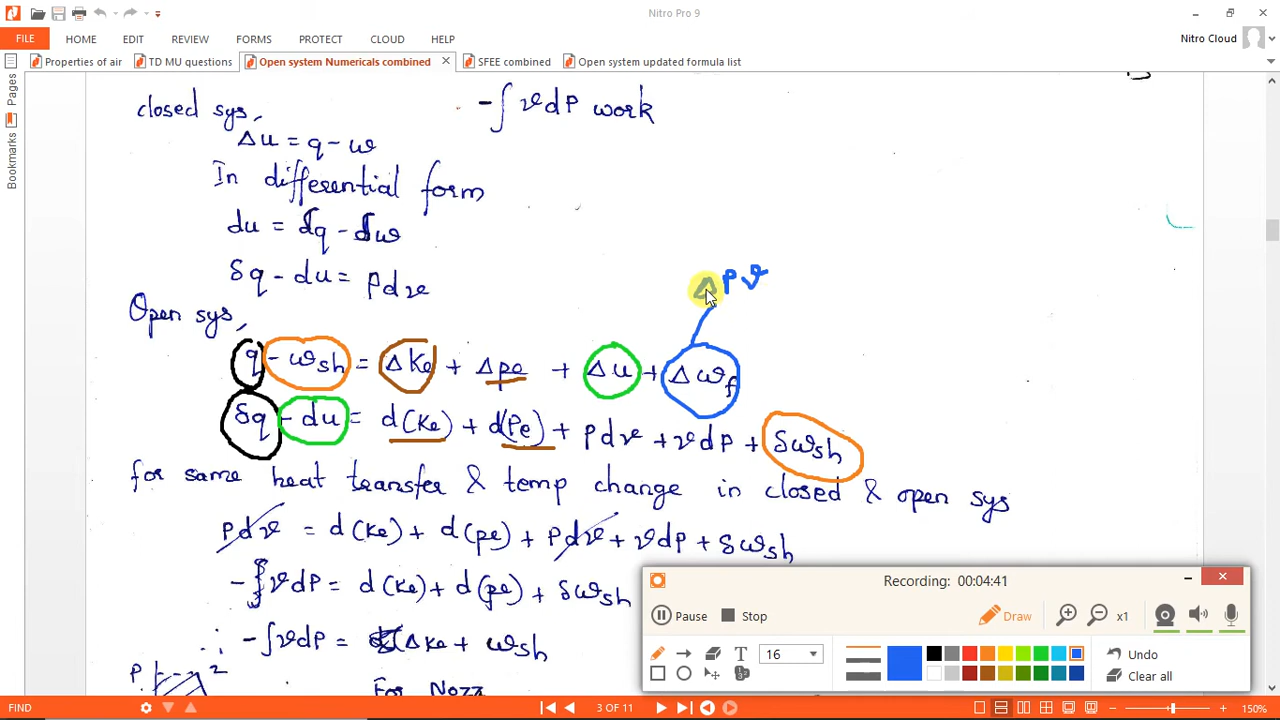 Nitro Pro 9
FILE HOME EDIT REVIEW FORMS PROTECT CLOUD HELP Nitro Cloud
Properties of air TD MU questions Open system Numericals combined SFEE combined Open system updated formula list
Pages
Bookmarks
closed sys, -∫ vdP work
Δu = q - w
In differential form
du = δq - δw
δq - du = Pdv
ΔPv
Open sys,
q - wsh = Δke + Δpe + Δu + Δwf
δq - du = d(ke) + d(Pe) + pdv + vdP + δwsh
for same heat transfer & temp change in closed & open sys
pdv = d(ke) + d(pe) + pdv + vdp + δwsh
-∫vdP = d(ke) + d(pe) + δwsh
∴ -∫vdP = Δke + wsh
P 2
For Nozz
Recording: 00:04:41
Pause Stop Draw x1
T 16 Undo
Clear all
FIND 3 OF 11 150%